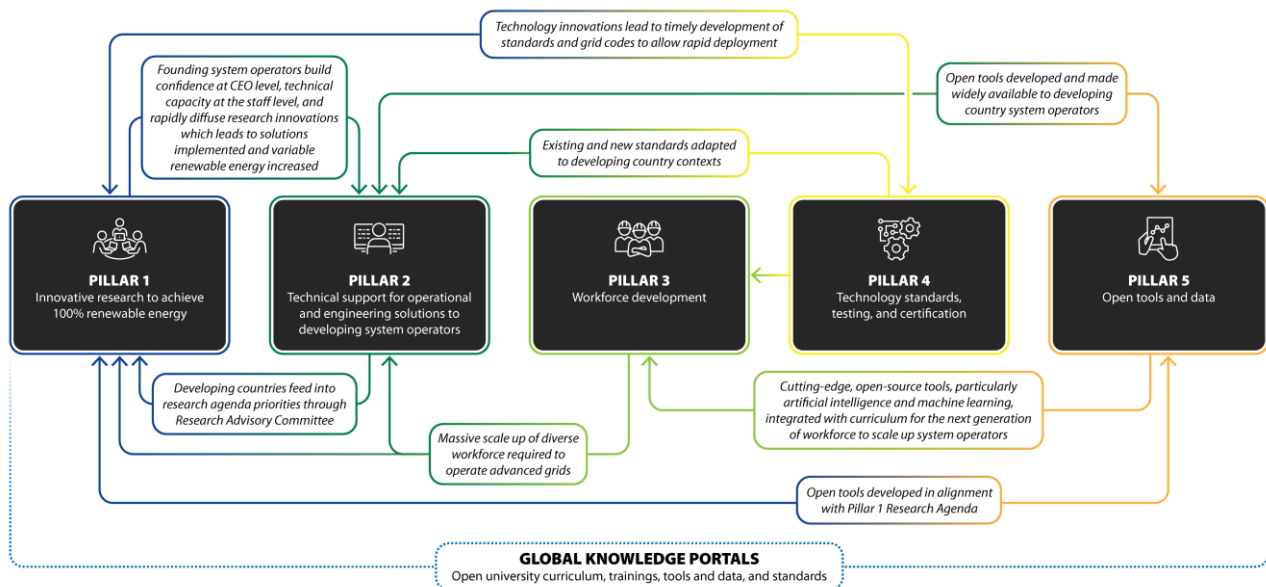 Technology innovations lead to timely development of
standards and grid codes to allow rapid deployment
Founding system operators build
confidence at CEO level, technical
capacity at the staff level, and
rapidly diffuse research innovations
which leads to solutions
implemented and variable
renewable energy increased
Open tools developed and made
widely available to developing
country system operators
Existing and new standards adapted
to developing country contexts
PILLAR 1
Innovative research to achieve
100% renewable energy
PILLAR 2
Technical support for operational
and engineering solutions to
developing system operators
PILLAR 3
Workforce development
PILLAR 4
Technology standards,
testing, and certification
PILLAR 5
Open tools and data
Developing countries feed into
research agenda priorities through
Research Advisory Committee
Cutting-edge, open-source tools, particularly
artificial intelligence and machine learning,
integrated with curriculum for the next generation
of workforce to scale up system operators
Massive scale up of diverse
workforce required to
operate advanced grids
Open tools developed in alignment
with Pillar 1 Research Agenda
GLOBAL KNOWLEDGE PORTALS
Open university curriculum, trainings, tools and data, and standards